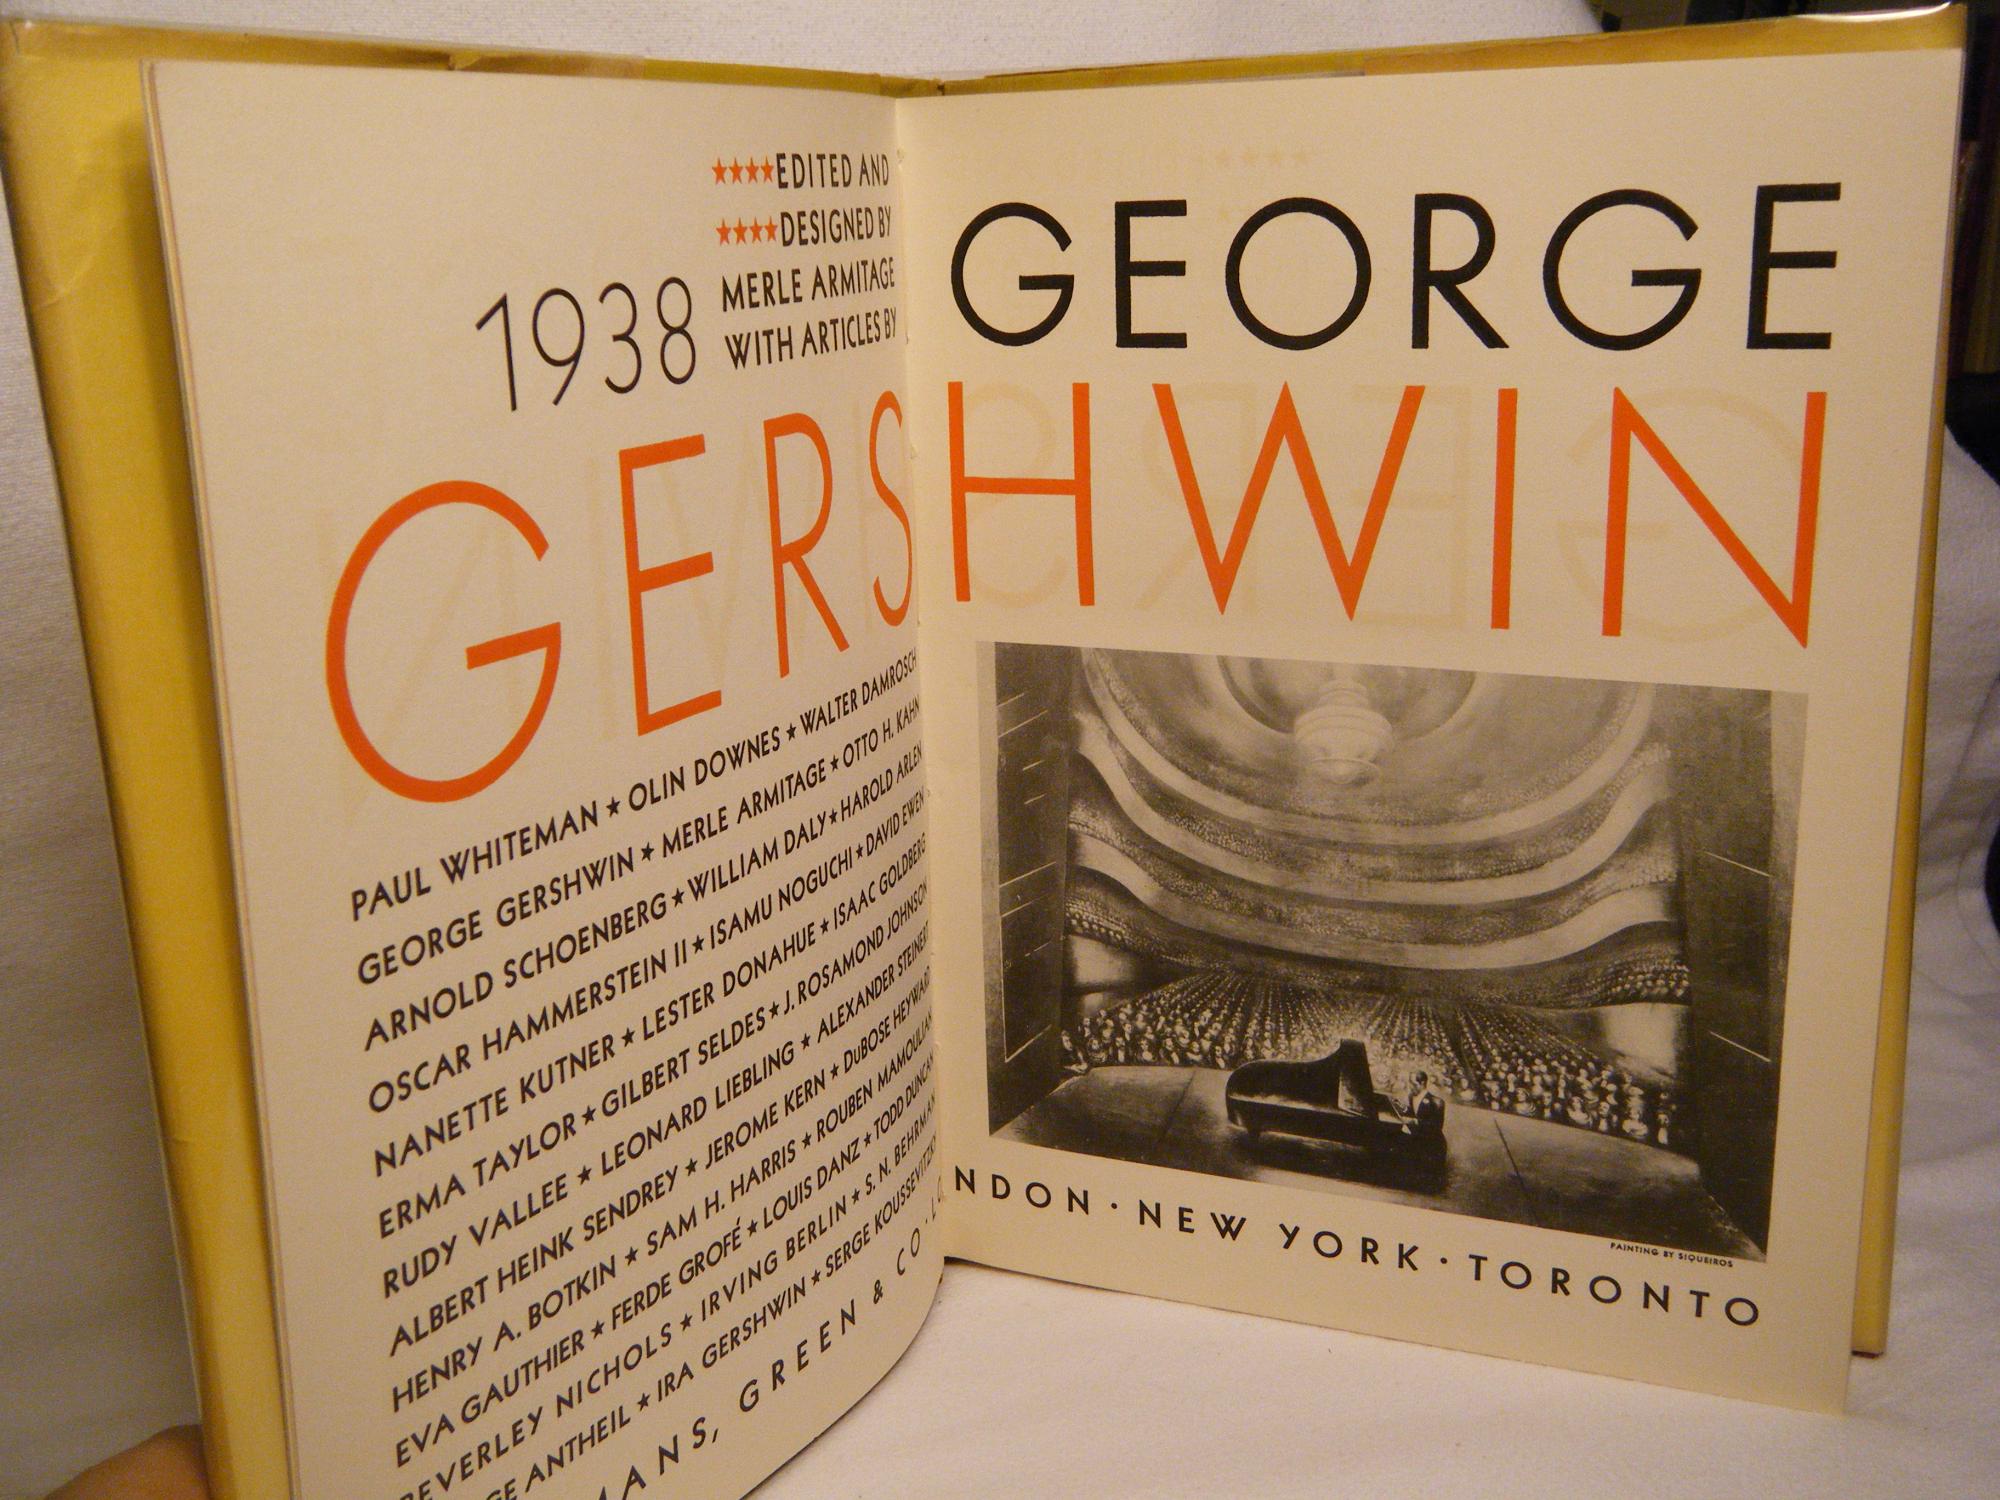 ★★★★EDITED AND
★★★★DESIGNED BY
1938 MERLE ARMITAGE
WITH ARTICLES BY
GEORGE
GERSHWIN
PAUL WHITEMAN ★ OLIN DOWNES ★ WALTER DAMROSCH
GEORGE GERSHWIN ★ MERLE ARMITAGE ★ OTTO H. KAHN
ARNOLD SCHOENBERG ★ WILLIAM DALY ★ HAROLD ARLEN
OSCAR HAMMERSTEIN II ★ ISAMU NOGUCHI ★ DAVID EWEN
NANETTE KUTNER ★ LESTER DONAHUE ★ ISAAC GOLDBERG
ERMA TAYLOR ★ GILBERT SELDES ★ J. ROSAMOND JOHNSON
RUDY VALLEE ★ LEONARD LIEBLING ★ ALEXANDER STEINERT
ALBERT HEINK SENDREY ★ JEROME KERN ★ DuBOSE HEYWARD
HENRY A. BOTKIN ★ SAM H. HARRIS ★ ROUBEN MAMOULIAN
EVA GAUTHIER ★ FERDE GROFÉ ★ LOUIS DANZ ★ TODD DUNCAN
BEVERLEY NICHOLS ★ IRVING BERLIN ★ S. N. BEHRMAN
GE ANTHEIL ★ IRA GERSHWIN ★ SERGE KOUSSEVITZKY
MANS, GREEN & CO · LONDON · NEW YORK · TORONTO
PAINTING BY SIQUEIROS